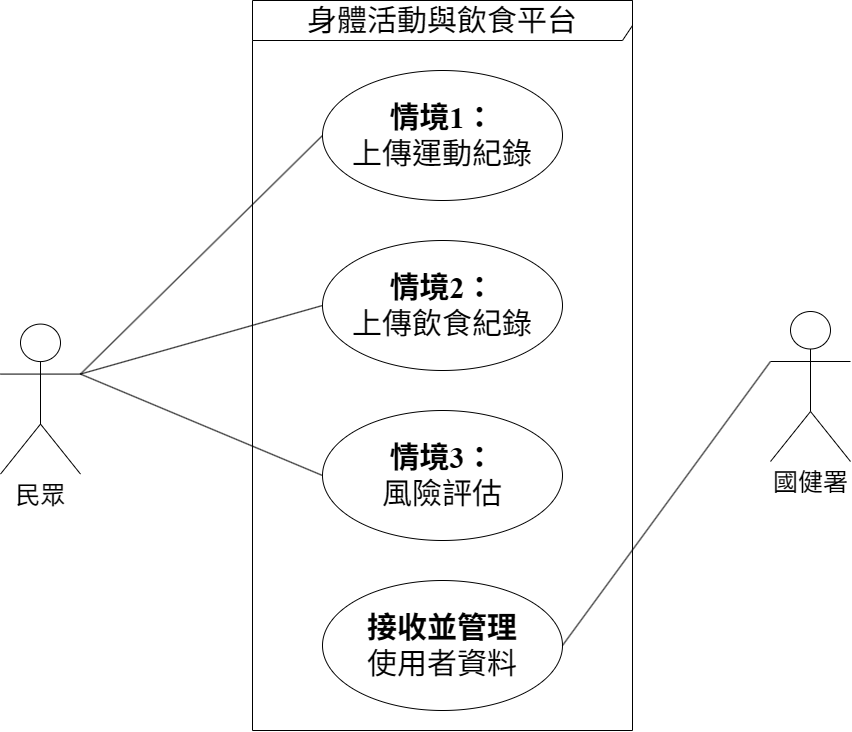 身體活動與飲食平台
情境1：
上傳運動紀錄
情境2：
上傳飲食紀錄
情境3：
風險評估
接收並管理
使用者資料
民眾
國健署